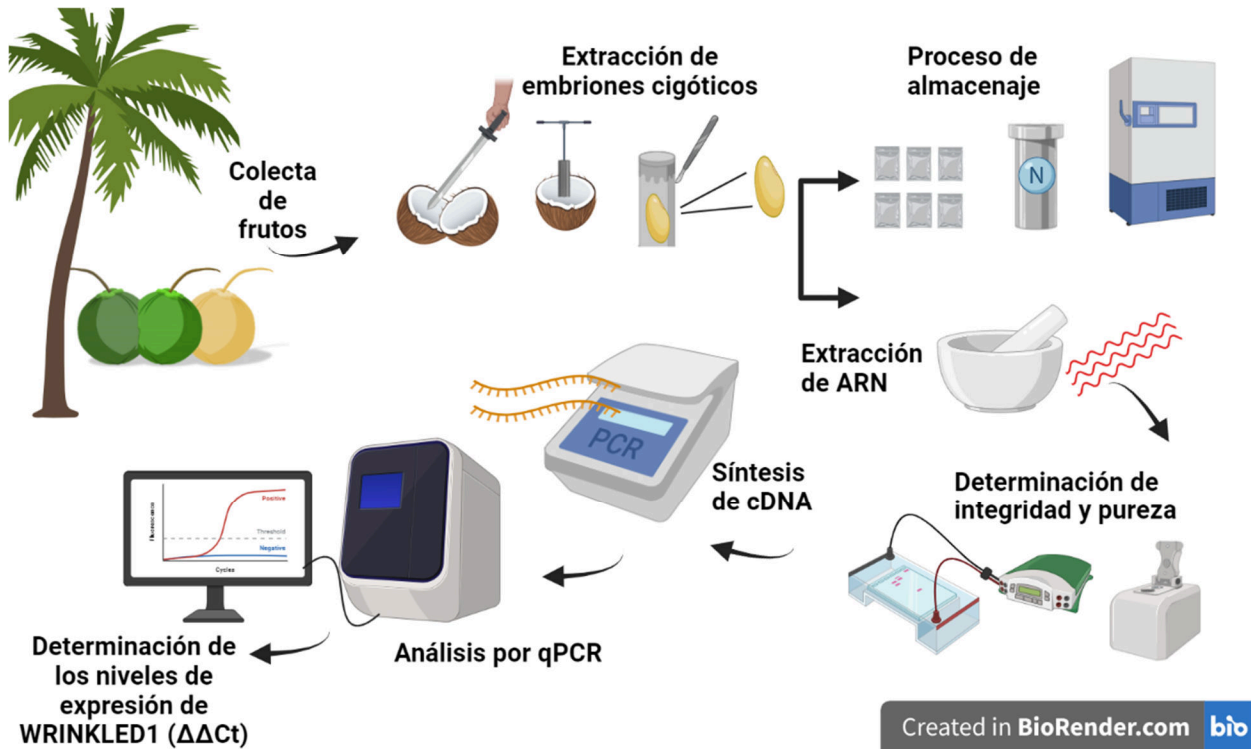 Colecta
de
frutos
Extracción de
embriones cigóticos
Proceso de
almacenaje
N
Extracción
de ARN
Determinación de
integridad y pureza
PCR
Síntesis
de cDNA
Análisis por qPCR
Fluorescence
Positive
Threshold
Negative
Cycles
Determinación de
los niveles de
expresión de
WRINKLED1 (ΔΔCt)
Created in BioRender.com bio